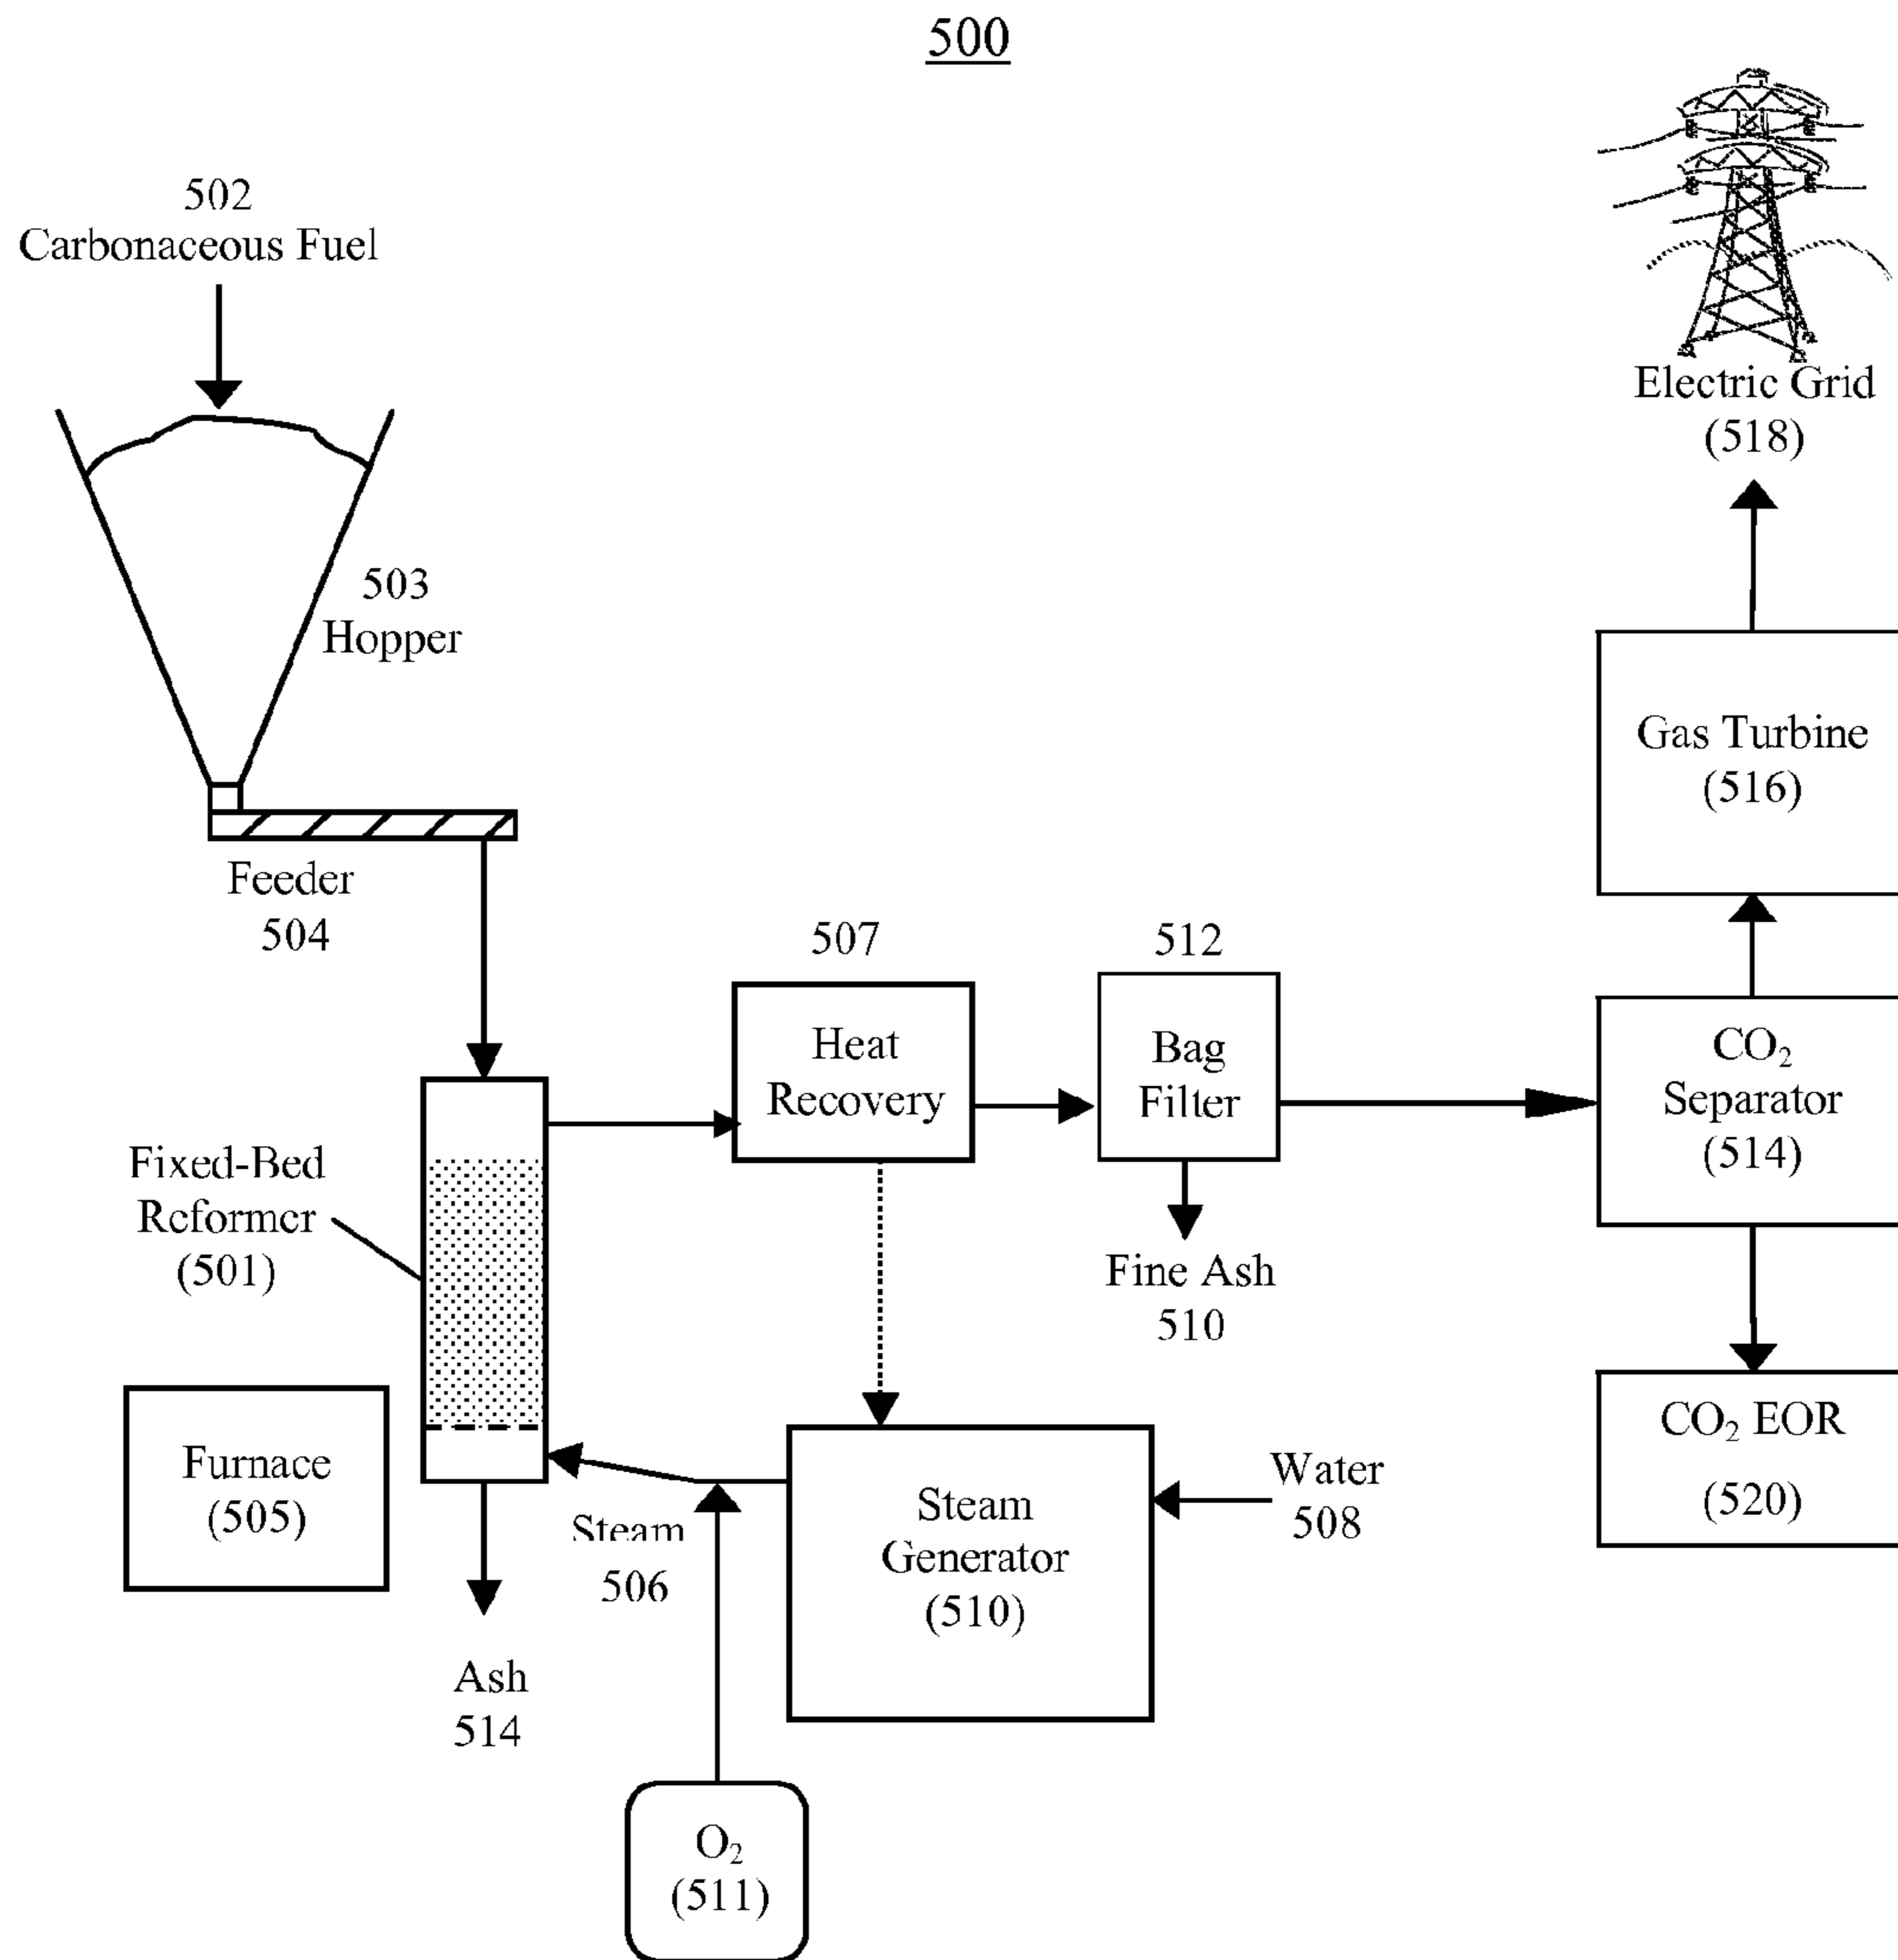 500
502
Carbonaceous Fuel
503
Hopper
Feeder
504
Electric Grid
(518)
Gas Turbine
(516)
507
Heat
Recovery
512
Bag
Filter
CO₂
Separator
(514)
Fixed-Bed
Reformer
(501)
Fine Ash
510
Furnace
(505)
Steam
506
Steam
Generator
(510)
Water
508
CO₂ EOR
(520)
Ash
514
O₂
(511)